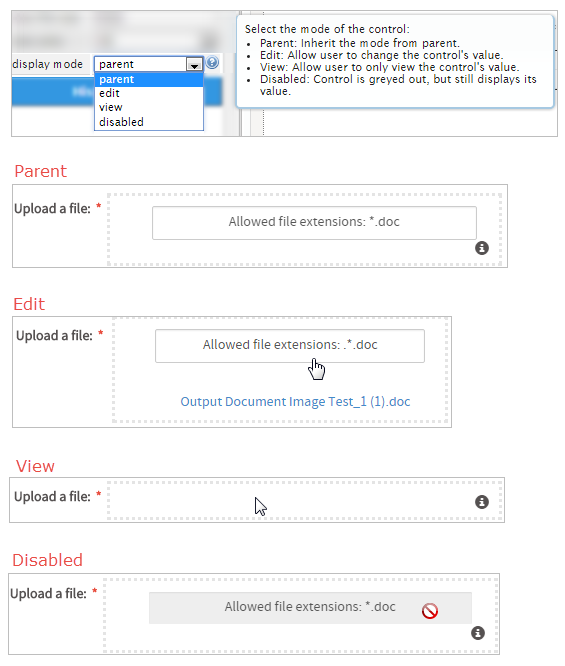 Select the mode of the control:
• Parent: Inherit the mode from parent.
• Edit: Allow user to change the control's value.
• View: Allow user to only view the control's value.
• Disabled: Control is greyed out, but still displays its
value.
display mode parent
parent
edit
view
disabled
Parent
Upload a file: *
Allowed file extensions: *.doc
Edit
Upload a file: *
Allowed file extensions: .*.doc
Output Document Image Test_1 (1).doc
View
Upload a file: *
Disabled
Upload a file: *
Allowed file extensions: *.doc